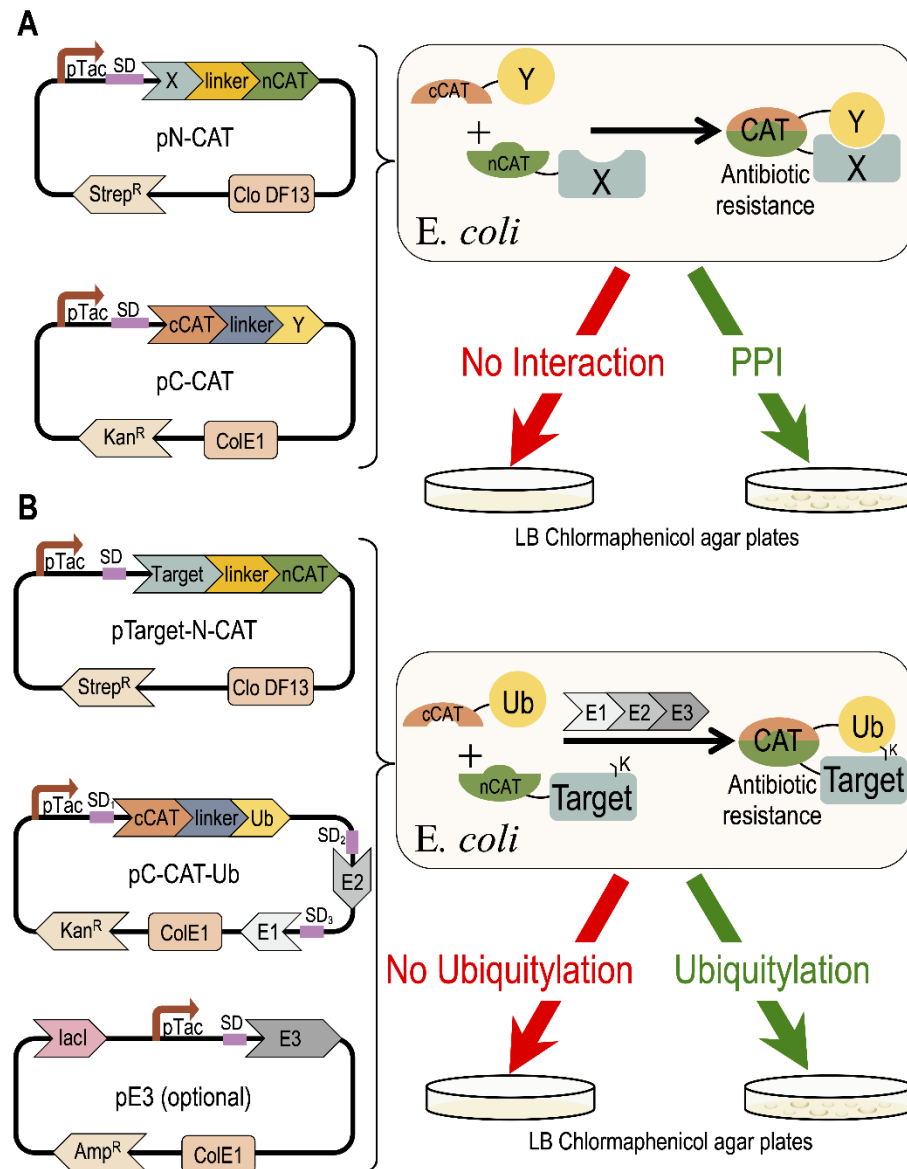 A
pTac SD X linker nCAT
pN-CAT
StrepR Clo DF13
pTac SD cCAT linker Y
pC-CAT
KanR ColE1
cCAT Y
+
nCAT X
CAT Y
X
Antibiotic
resistance
E. coli
No Interaction PPI
LB Chlormaphenicol agar plates
B
pTac SD Target linker nCAT
pTarget-N-CAT
StrepR Clo DF13
pTac SD1 cCAT linker Ub
SD2
E2
pC-CAT-Ub
KanR ColE1 E1 SD3
lacI pTac SD E3
pE3 (optional)
AmpR ColE1
cCAT Ub
+
nCAT Target K
E1 E2 E3
CAT Ub
K
Target
Antibiotic
resistance
E. coli
No Ubiquitylation Ubiquitylation
LB Chlormaphenicol agar plates